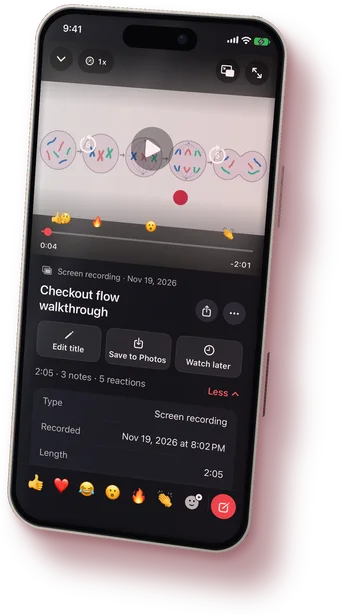 9:41
1x
0:04
-2:01
Screen recording · Nov 19, 2026
Checkout flow
walkthrough
Edit title
Save to Photos
Watch later
2:05 · 3 notes · 5 reactions
Less
Type
Screen recording
Recorded
Nov 19, 2026 at 8:02 PM
Length
2:05